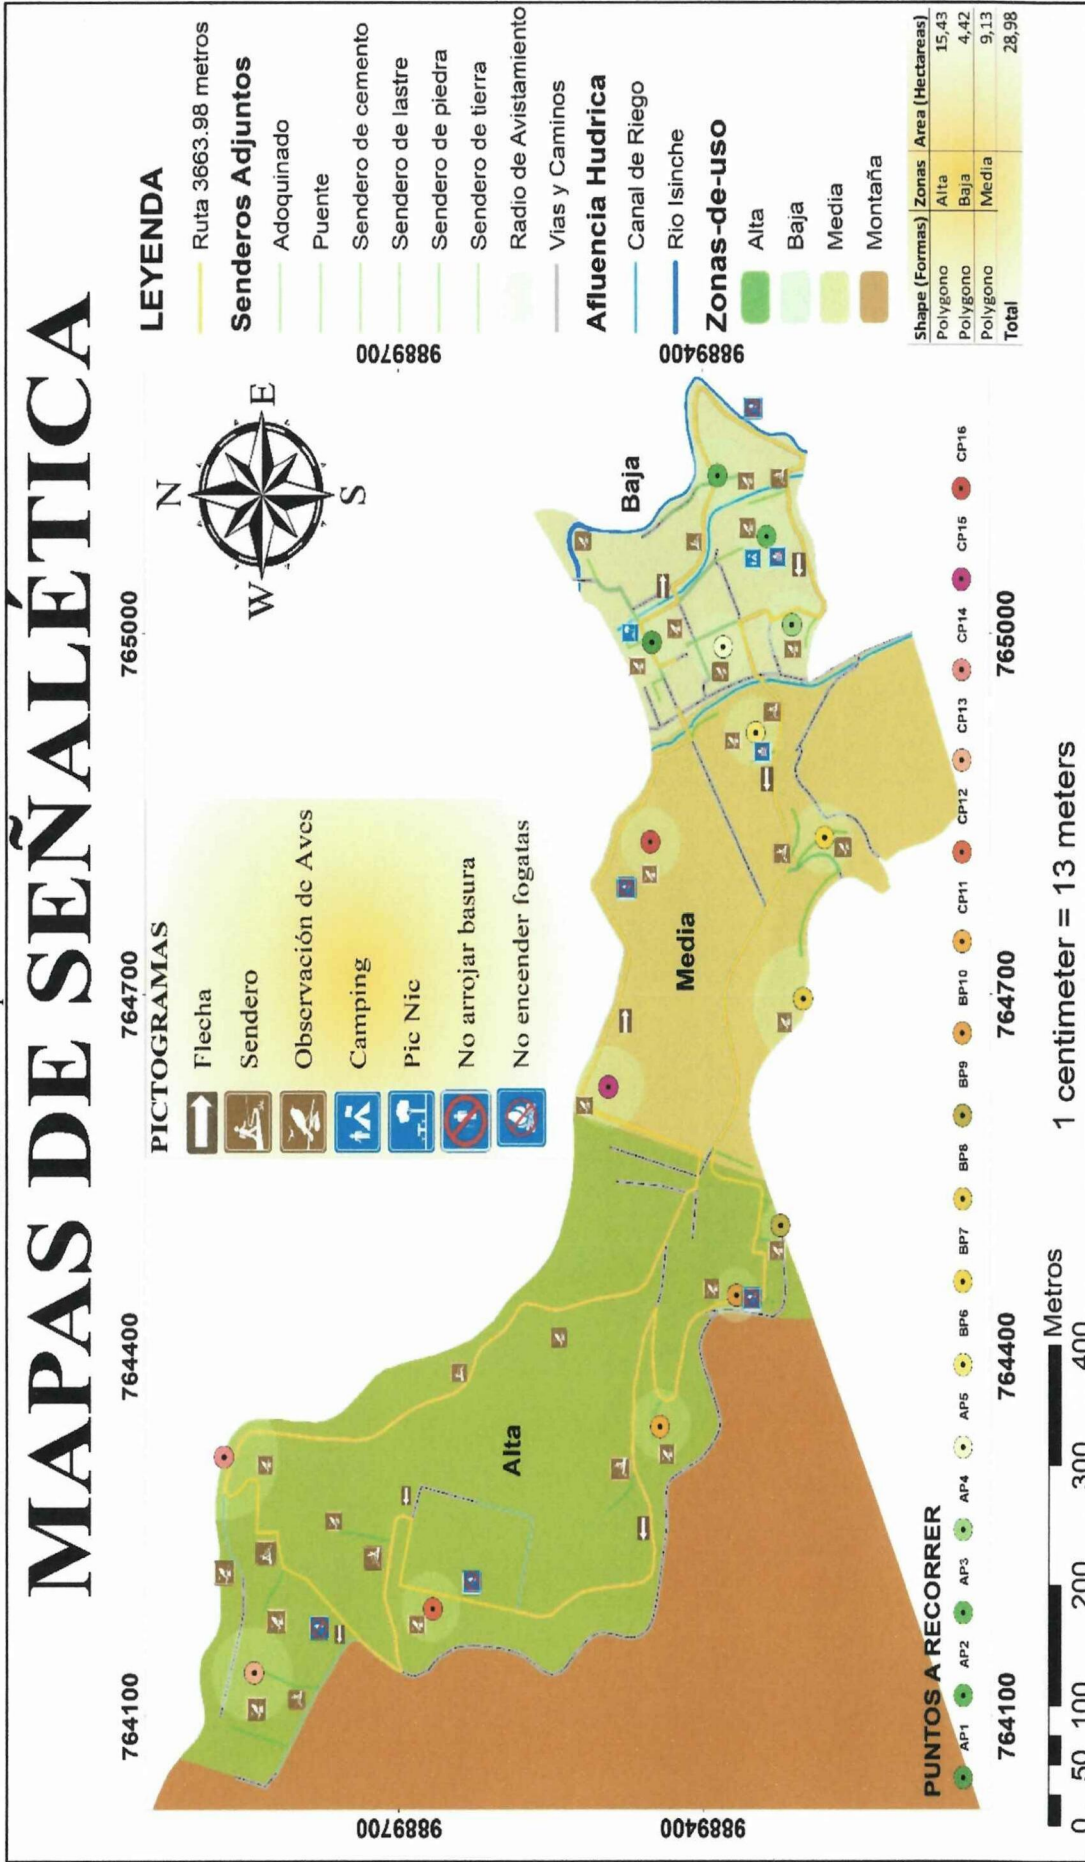 MAPAS DE SEÑALÉTICA
764100
764400
764700
765000
PICTOGRAMAS
Flecha
Sendero
Observación de Aves
Camping
Pic Nic
No arrojar basura
No encender fogatas
N
W
E
S
LEYENDA
Ruta 3663.98 metros
Senderos Adjuntos
Adoquinado
Puente
Sendero de cemento
Sendero de lastre
Sendero de piedra
Sendero de tierra
Radio de Avistamiento
Vias y Caminos
Afluencia Hudrica
Canal de Riego
Rio Isinche
Zonas-de-uso
Alta
Baja
Media
Montaña
Shape (Formas) Zonas Area (Hectareas)
Polygono Alta 15,43
Polygono Baja 4,42
Polygono Media 9,13
Total 28,98
9889700
9889400
9889700
9889400
Alta
Media
Baja
PUNTOS A RECORRER
AP1 AP2 AP3 AP4 AP5 BP6 BP7 BP8 BP9 BP10 CP11 CP12 CP13 CP14 CP15 CP16
764100
764400
764700
765000
0 50 100 200 300 400
Metros
1 centimeter = 13 meters